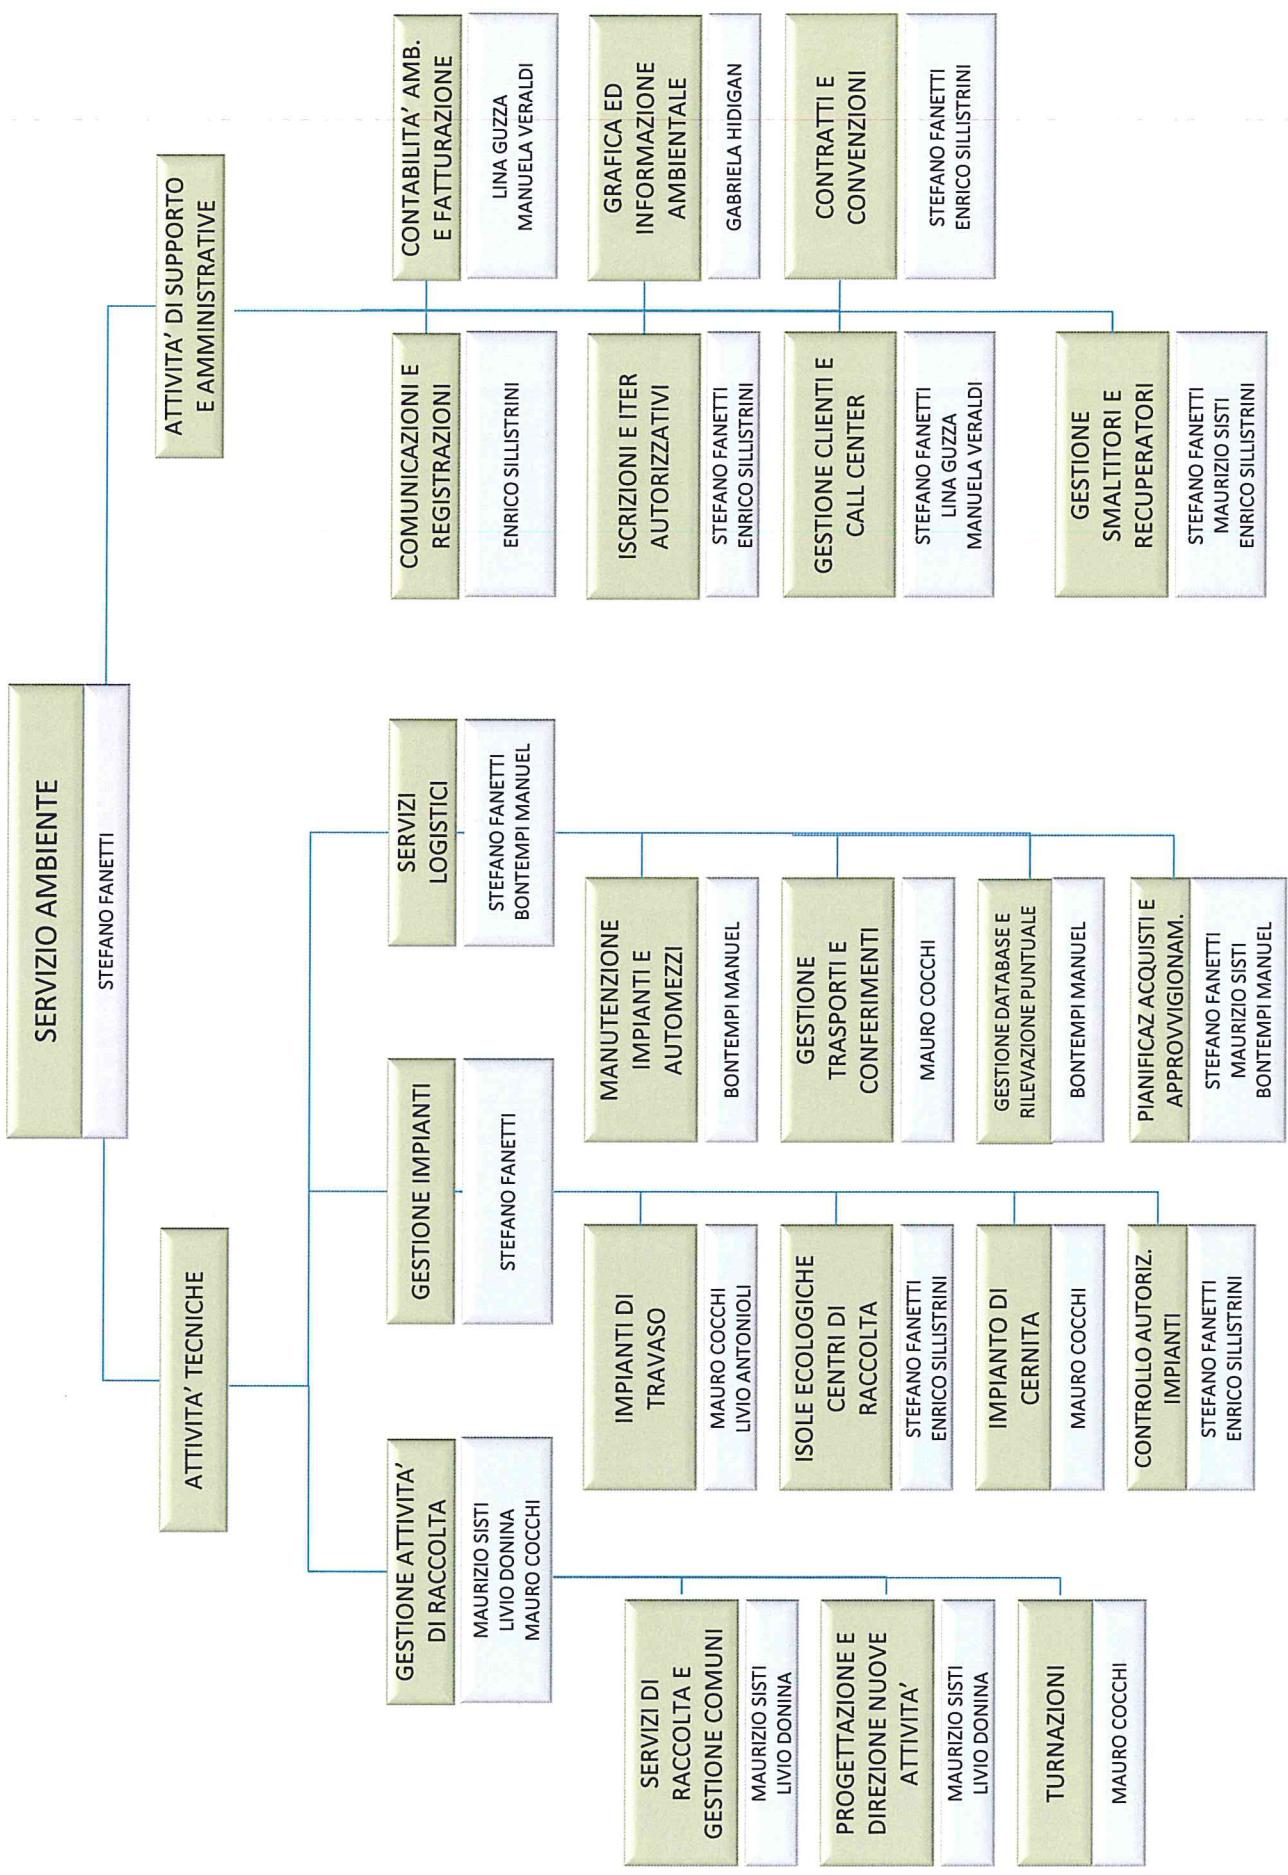 SERVIZIO AMBIENTE
STEFANO FANETTI
ATTIVITA' TECNICHE
ATTIVITA' DI SUPPORTO
E AMMINISTRATIVE
GESTIONE ATTIVITA'
DI RACCOLTA
MAURIZIO SISTI
LIVIO DONINA
MAURO COCCHI
SERVIZI DI
RACCOLTA E
GESTIONE COMUNI
MAURIZIO SISTI
LIVIO DONINA
PROGETTAZIONE E
DIREZIONE NUOVE
ATTIVITA'
MAURIZIO SISTI
LIVIO DONINA
TURNAZIONI
MAURO COCCHI
GESTIONE IMPIANTI
STEFANO FANETTI
IMPIANTI DI
TRAVASO
MAURO COCCHI
LIVIO ANTONIOLI
ISOLE ECOLOGICHE
CENTRI DI
RACCOLTA
STEFANO FANETTI
ENRICO SILLISTRINI
IMPIANTO DI
CERNITA
MAURO COCCHI
CONTROLLO AUTORIZ.
IMPIANTI
STEFANO FANETTI
ENRICO SILLISTRINI
SERVIZI
LOGISTICI
STEFANO FANETTI
BONTEMPI MANUEL
MANUTENZIONE
IMPIANTI E
AUTOMEZZI
BONTEMPI MANUEL
GESTIONE
TRASPORTI E
CONFERIMENTI
MAURO COCCHI
GESTIONE DATABASE E
RILEVAZIONE PUNTUALE
BONTEMPI MANUEL
PIANIFICAZ ACQUISTI E
APPROVVIGIONAM.
STEFANO FANETTI
MAURIZIO SISTI
BONTEMPI MANUEL
COMUNICAZIONI E
REGISTRAZIONI
ENRICO SILLISTRINI
CONTABILITA' AMB.
E FATTURAZIONE
LINA GUZZA
MANUELA VERALDI
ISCRIZIONI E ITER
AUTORIZZATIVI
STEFANO FANETTI
ENRICO SILLISTRINI
GRAFICA ED
INFORMAZIONE
AMBIENTALE
GABRIELA HIDIGAN
GESTIONE CLIENTI E
CALL CENTER
STEFANO FANETTI
LINA GUZZA
MANUELA VERALDI
CONTRATTI E
CONVENZIONI
STEFANO FANETTI
ENRICO SILLISTRINI
GESTIONE
SMALTITORI E
RECUPERATORI
STEFANO FANETTI
MAURIZIO SISTI
ENRICO SILLISTRINI